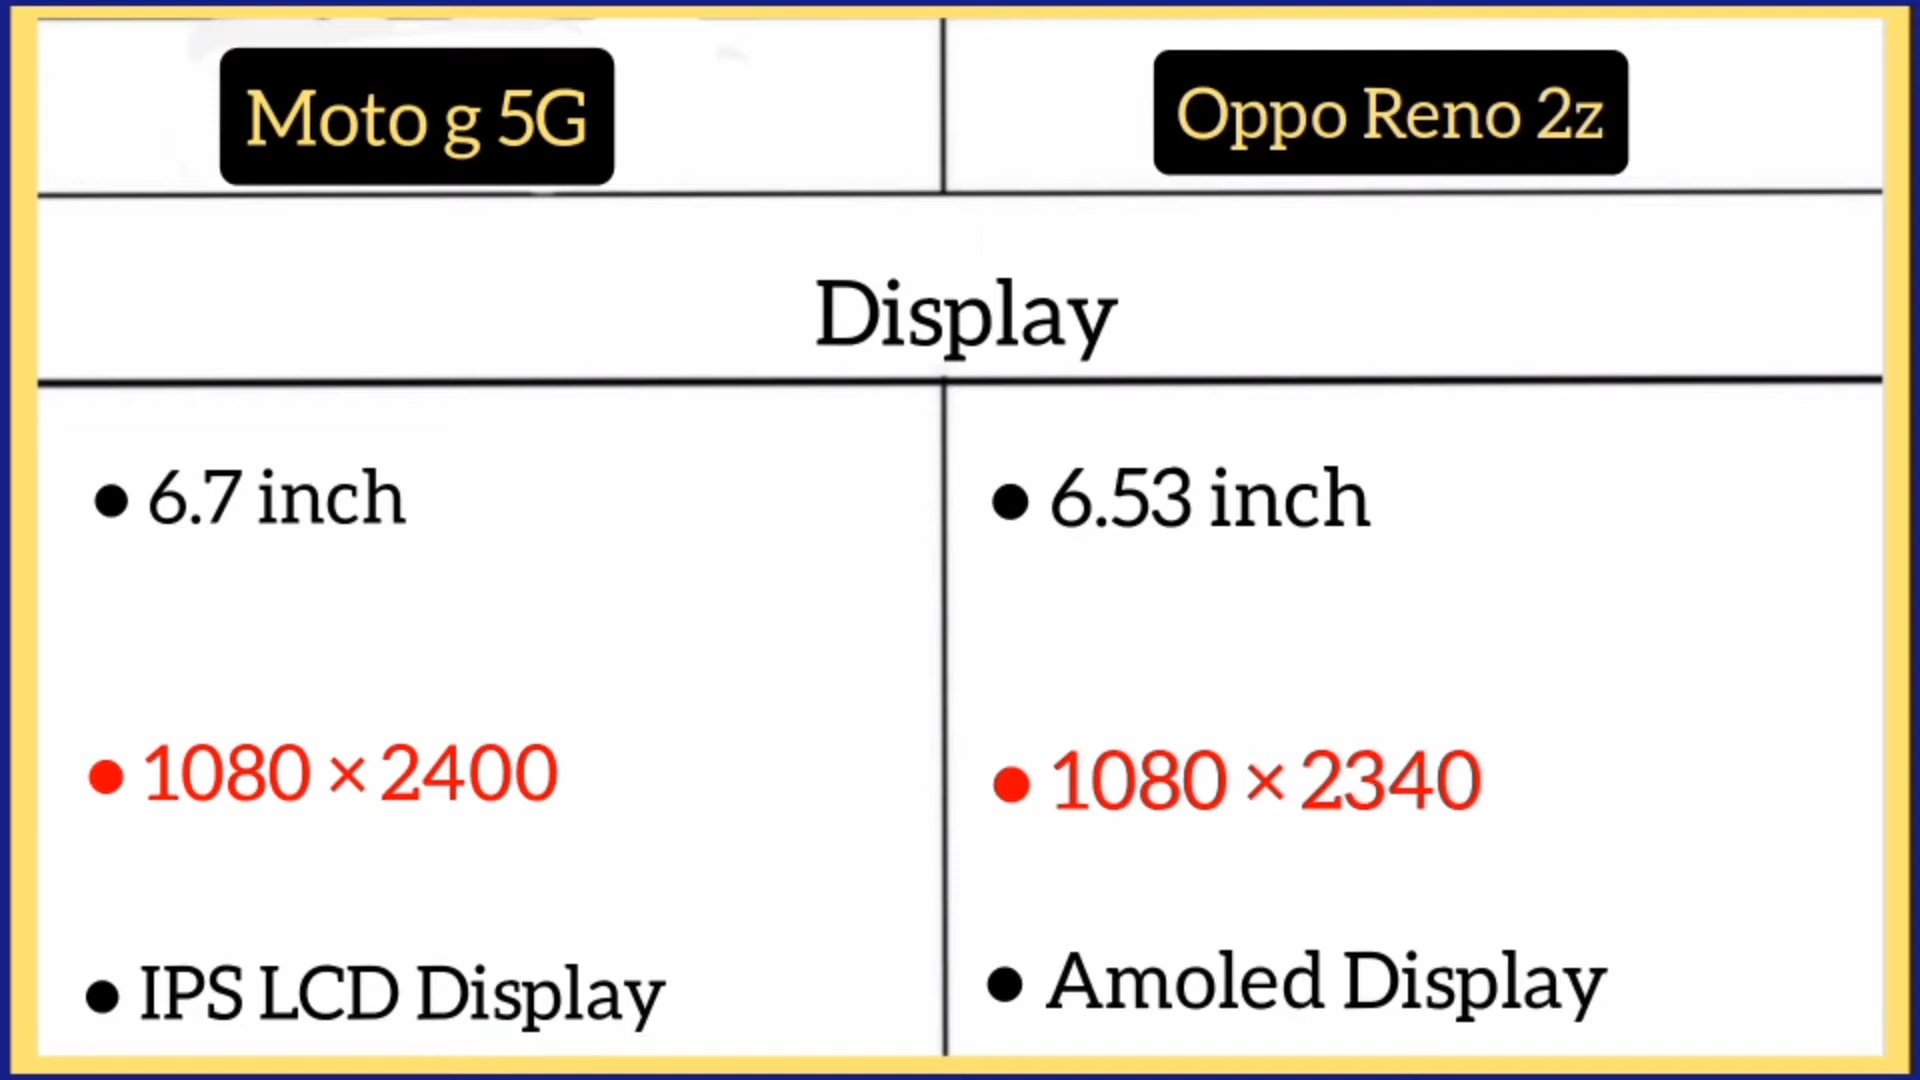 Moto g 5G
Oppo Reno 2z
Display
● 6.7 inch
● 6.53 inch
● 1080 × 2400
● 1080 × 2340
● IPS LCD Display
● Amoled Display